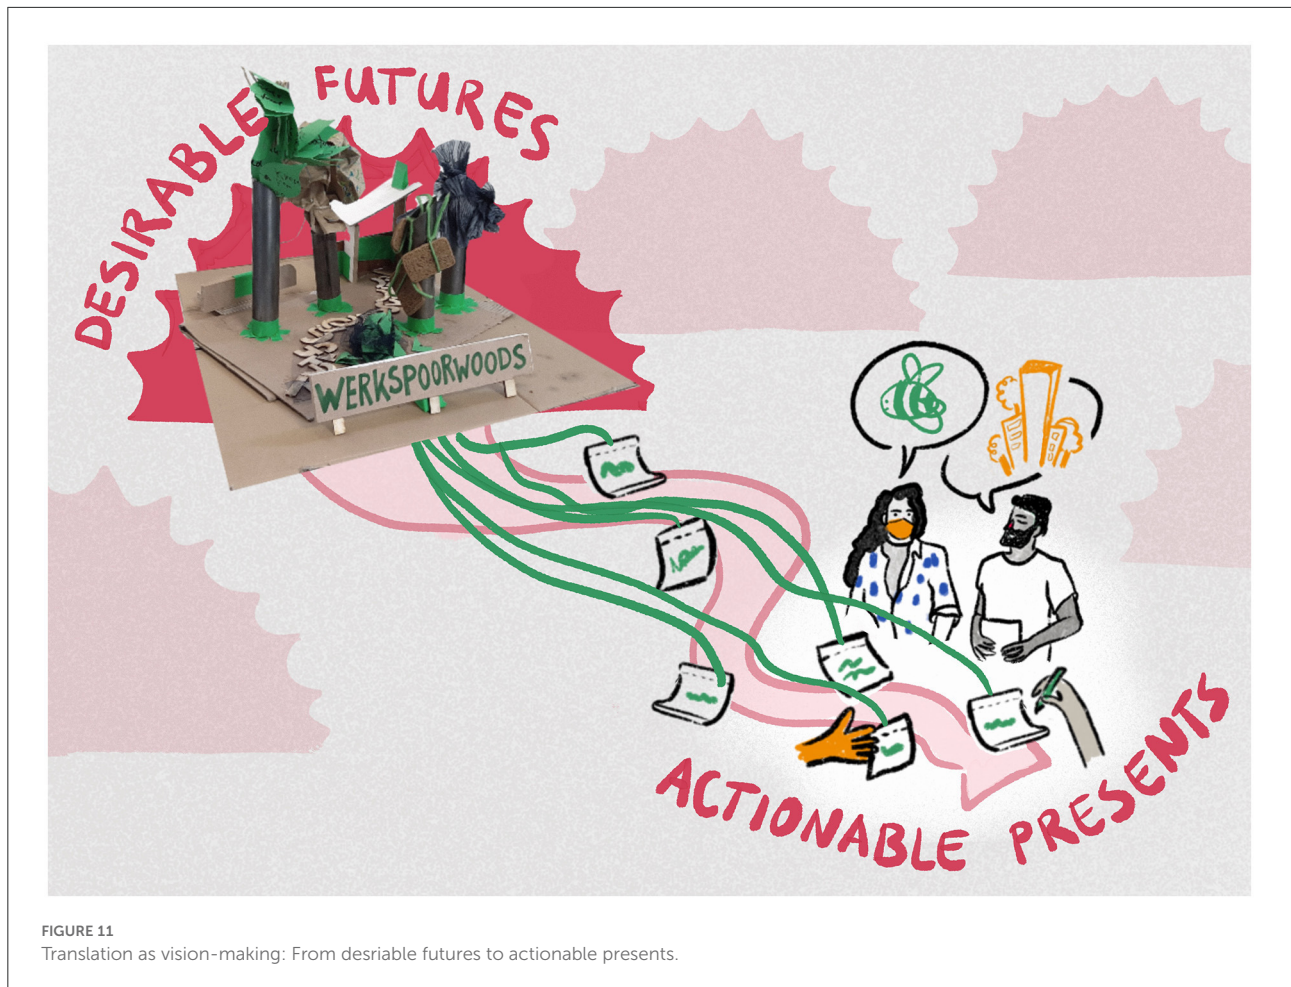 DESIRABLE FUTURES
WERKSPOORWOODS
ACTIONABLE PRESENTS
FIGURE 11
Translation as vision-making: From desriable futures to actionable presents.